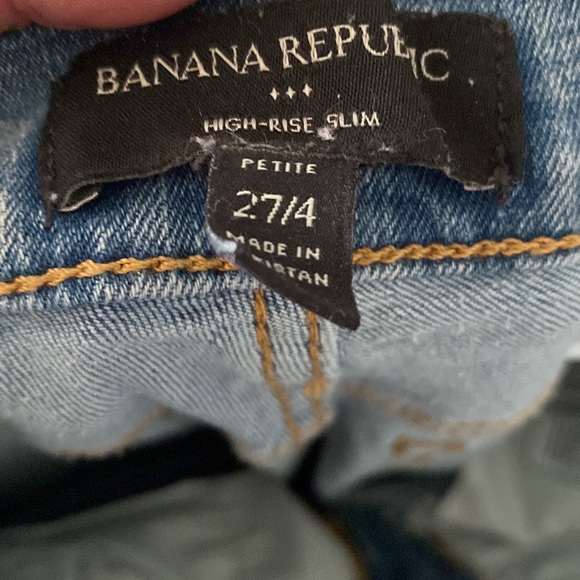 BANANA REPUBLIC
HIGH-RISE SLIM
PETITE
27/4
MADE IN